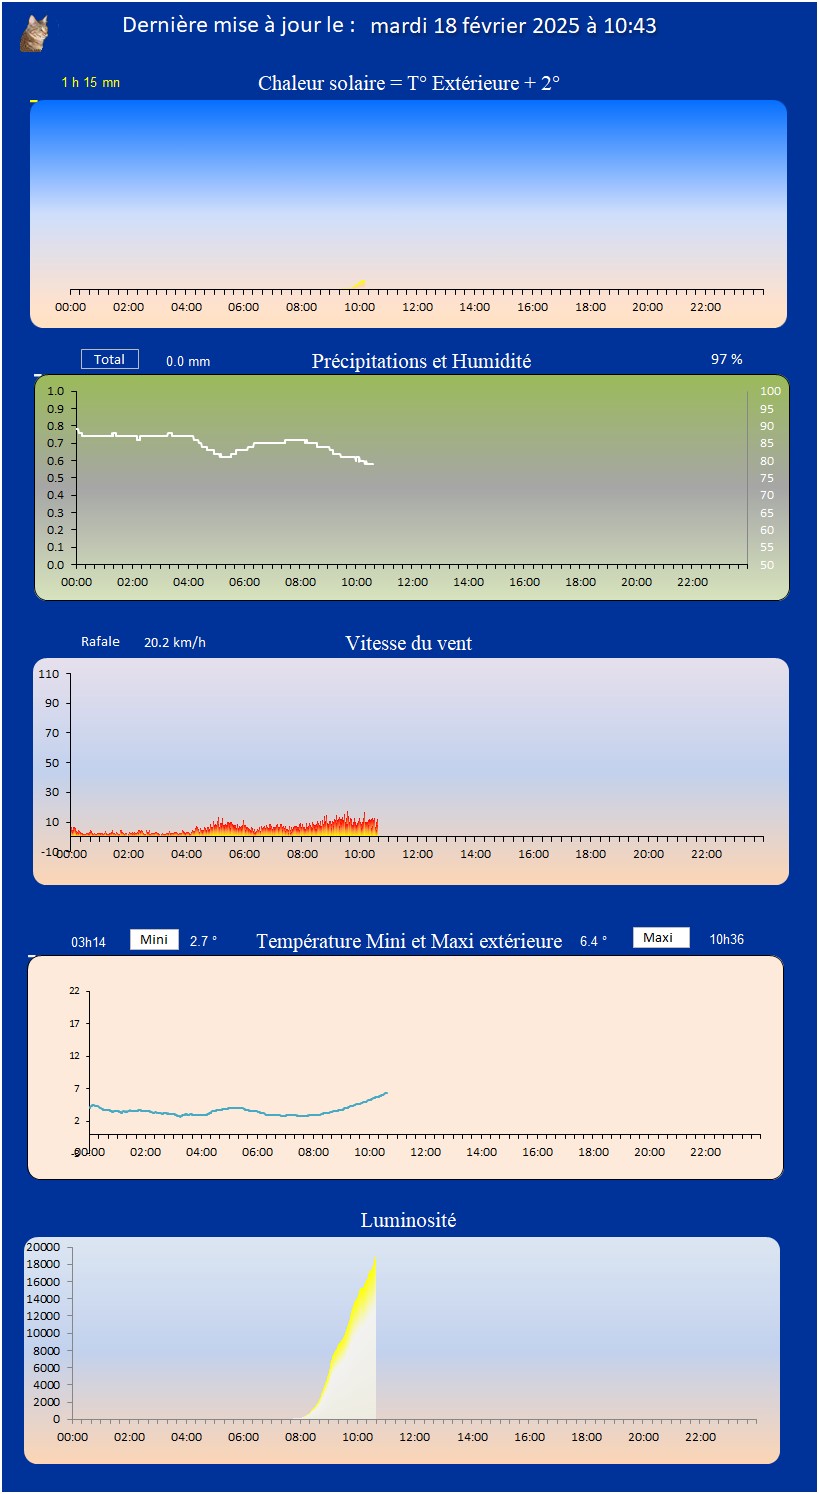 Dernière mise à jour le : mardi 18 février 2025 à 10:43
1 h 15 mn
Chaleur solaire = T° Extérieure + 2°
00:00 02:00 04:00 06:00 08:00 10:00 12:00 14:00 16:00 18:00 20:00 22:00
Total 0.0 mm Précipitations et Humidité 97 %
1.0 100
0.9 95
0.8 90
0.7 85
0.6 80
0.5 75
0.4 70
0.3 65
0.2 60
0.1 55
0.0 50
00:00 02:00 04:00 06:00 08:00 10:00 12:00 14:00 16:00 18:00 20:00 22:00
Rafale 20.2 km/h Vitesse du vent
110
90
70
50
30
10
-10
00:00 02:00 04:00 06:00 08:00 10:00 12:00 14:00 16:00 18:00 20:00 22:00
03h14 Mini 2.7 ° Température Mini et Maxi extérieure 6.4 ° Maxi 10h36
22
17
12
7
2
00:00 02:00 04:00 06:00 08:00 10:00 12:00 14:00 16:00 18:00 20:00 22:00
Luminosité
20000
18000
16000
14000
12000
10000
8000
6000
4000
2000
0
00:00 02:00 04:00 06:00 08:00 10:00 12:00 14:00 16:00 18:00 20:00 22:00